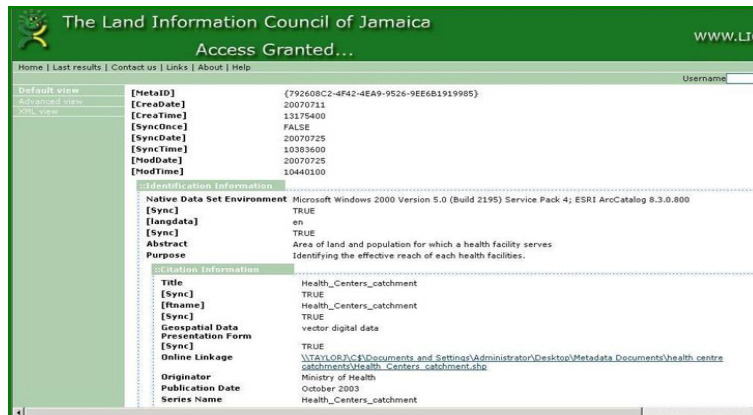 The Land Information Council of Jamaica
Access Granted...
WWW.LI
Home | Last results | Contact us | Links | About | Help
Username
Default view
Advanced view
XML view
[MetaID] {792608C2-4F42-4EA9-9526-9EE6B1919985}
[CreaDate] 20070711
[CreaTime] 13175400
[SyncOnce] FALSE
[SyncDate] 20070725
[SyncTime] 10383600
[ModDate] 20070725
[ModTime] 10440100
::Identification Information
Native Data Set Environment Microsoft Windows 2000 Version 5.0 (Build 2195) Service Pack 4; ESRI ArcCatalog 8.3.0.800
[Sync] TRUE
[langdata] en
[Sync] TRUE
Abstract Area of land and population for which a health facility serves
Purpose Identifying the effective reach of each health facilities.
::Citation Information
Title Health_Centers_catchment
[Sync] TRUE
[ftname] Health_Centers_catchment
[Sync] TRUE
Geospatial Data vector digital data
Presentation Form
[Sync] TRUE
Online Linkage \\TAYLORJ\C$\Documents and Settings\Administrator\Desktop\Metadata Documents\health centre
catchments\Health_Centers_catchment.shp
Originator Ministry of Health
Publication Date October 2003
Series Name Health_Centers_catchment